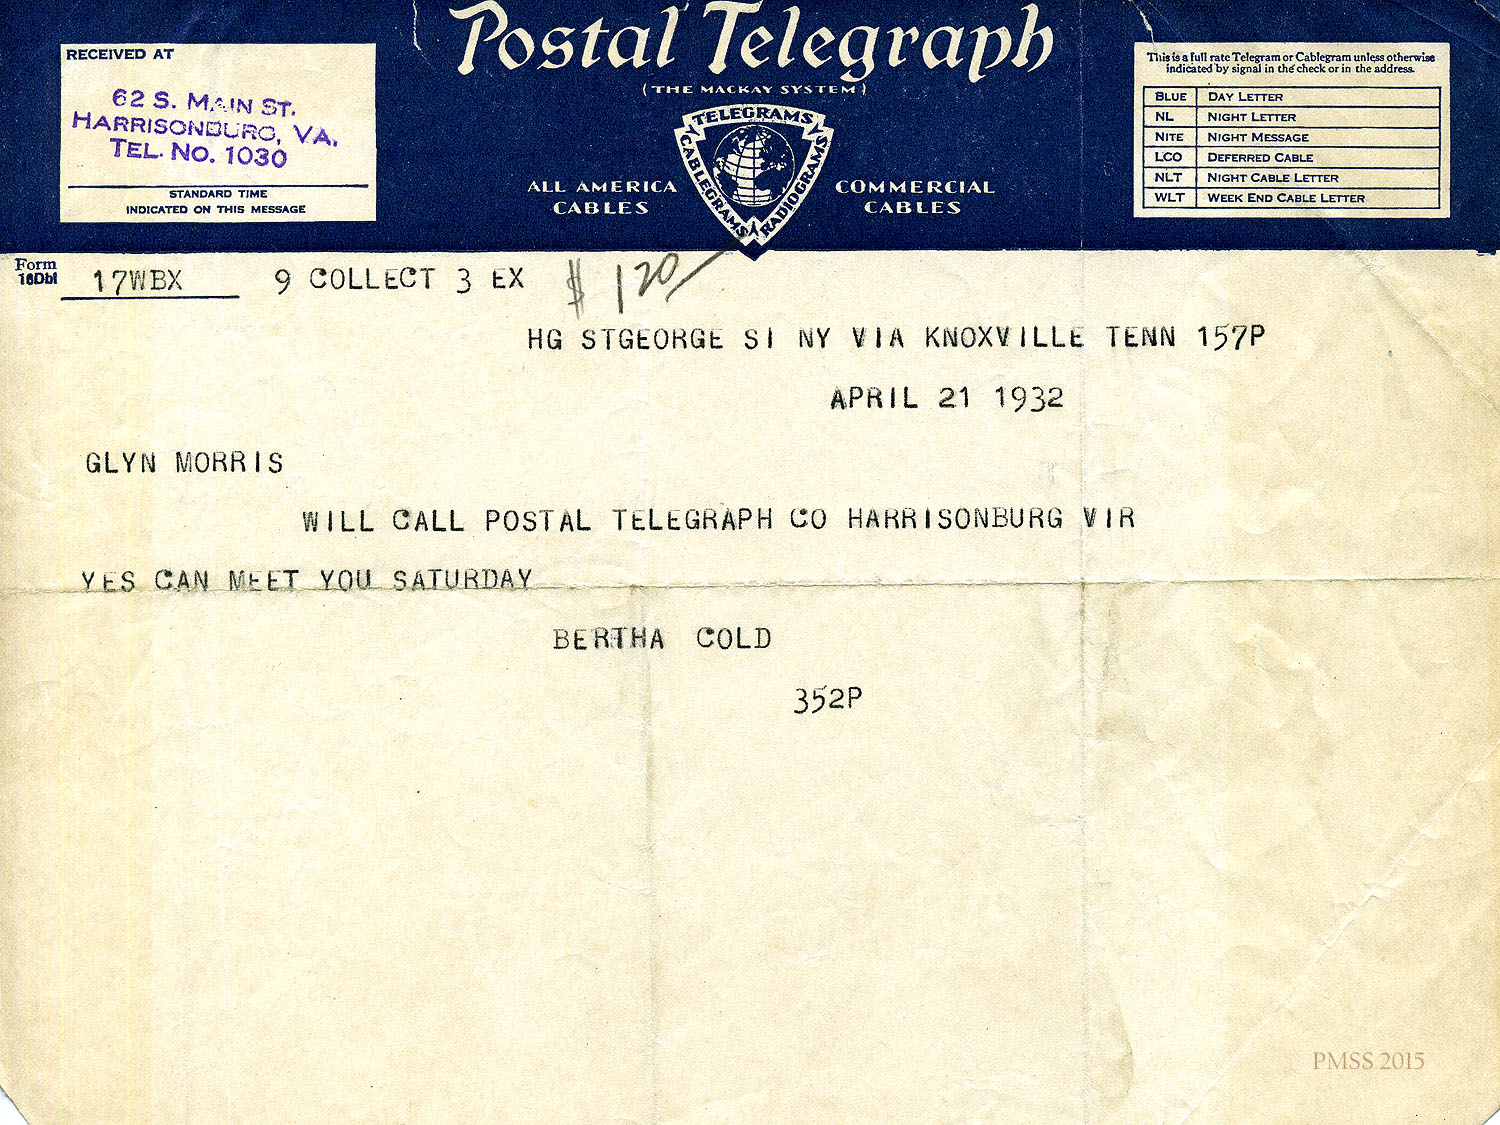 Postal Telegraph
(THE MACKAY SYSTEM)
TELEGRAMS
CABLEGRAMS
RADIOGRAMS
ALL AMERICA
CABLES
COMMERCIAL
CABLES
RECEIVED AT
62 S. MAIN ST.
HARRISONBURG, VA.
TEL. NO. 1030
STANDARD TIME
INDICATED ON THIS MESSAGE
This is a full rate Telegram or Cablegram unless otherwise
indicated by signal in the check or in the address.
BLUE DAY LETTER
NL NIGHT LETTER
NITE NIGHT MESSAGE
LCO DEFERRED CABLE
NLT NIGHT CABLE LETTER
WLT WEEK END CABLE LETTER
Form
16Dbl
17WBX 9 COLLECT 3 EX $ 120
HG STGEORGE SI NY VIA KNOXVILLE TENN 157P
APRIL 21 1932
GLYN MORRIS
WILL CALL POSTAL TELEGRAPH CO HARRISONBURG VIR
YES CAN MEET YOU SATURDAY
BERTHA COLD
352P
PMSS 2015